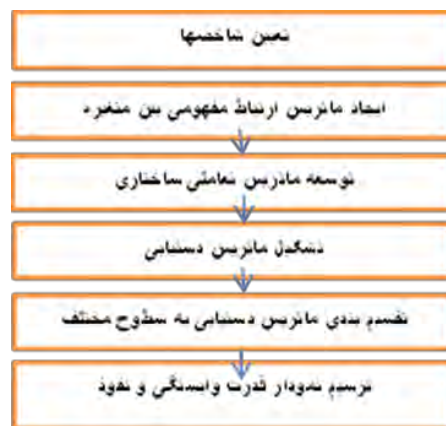 تعیین شاخصها
ایجاد ماتریس ارتباط مفهومی بین متغیره
توسعه ماتریس تعاملی ساختاری
تشکیل ماتریس دستیابی
تقسیم بندی ماتریس دستیابی به سطوح مختلف
ترسیم نمودار قدرت وابستگی و نفوذ